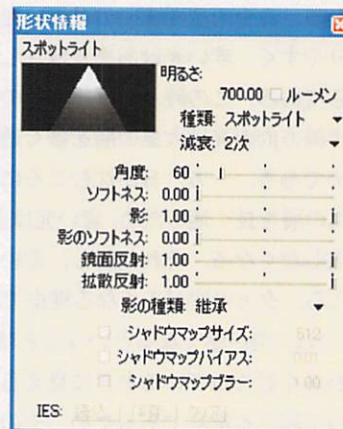 形状情報
スポットライト
明るさ:
700.00 ルーメン
種類: スポットライト
減衰: 2次
角度: 60
ソフトネス: 0.00
影: 1.00
影のソフトネス: 0.00
鏡面反射: 1.00
拡散反射: 1.00
影の種類: 継承
シャドウマップサイズ: 512
シャドウマップバイアス:
シャドウマップブラー: 1.00
IES: